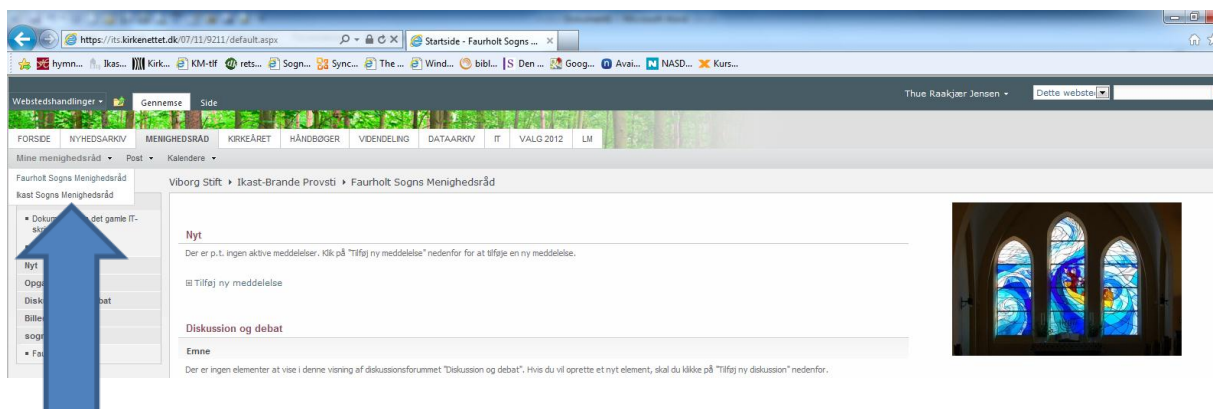 https://its.kirkenettet.dk/07/11/9211/default.aspx
Startside - Faurholt Sogns ...
hymn... Ikas... Kirk... KM-tlf rets... Sogn... Sync... The ... Wind... bibl... Den ... Goog... Avai... NASD... Kurs...
Thue Raakjær Jensen
Dette webste
Webstedshandlinger Gennemse Side
FORSIDE NYHEDSARKIV MENIGHEDSRÅD KIRKEÅRET HÅNDBØGER VIDENDELING DATAARKIV IT VALG 2012 LM
Mine menighedsråd Post Kalendere
Faurholt Sogns Menighedsråd
Ikast Sogns Menighedsråd
Viborg Stift Ikast-Brande Provsti Faurholt Sogns Menighedsråd
det gamle IT-
Nyt
Nyt
Der er p.t. ingen aktive meddelelser. Klik på "Tilføj ny meddelelse" nedenfor for at tilføje en ny meddelelse.
Tilføj ny meddelelse
Diskussion og debat
Emne
Der er ingen elementer at vise i denne visning af diskussionsforummet "Diskussion og debat". Hvis du vil oprette et nyt element, skal du klikke på "Tilføj ny diskussion" nedenfor.